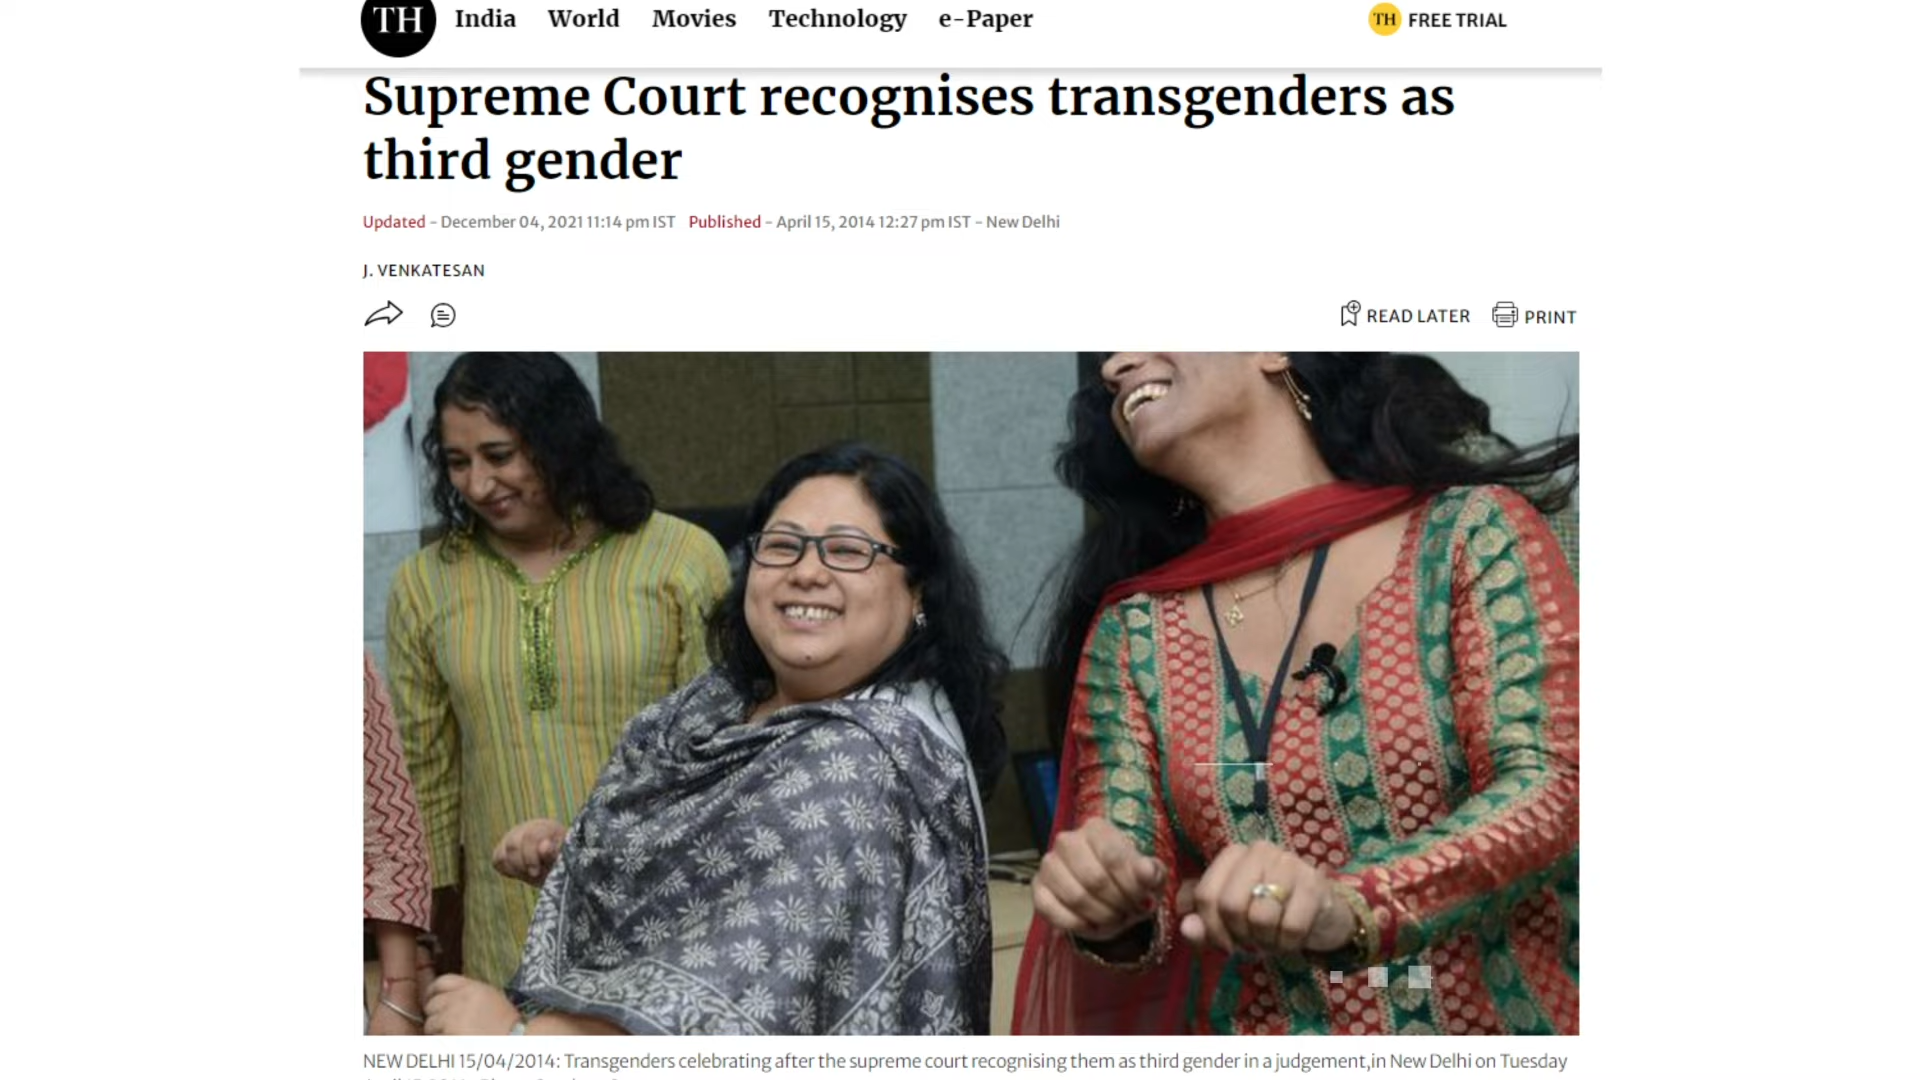 TH India World Movies Technology e-Paper TH FREE TRIAL
Supreme Court recognises transgenders as
third gender
Updated - December 04, 2021 11:14 pm IST Published - April 15, 2014 12:27 pm IST - New Delhi
J. VENKATESAN
READ LATER PRINT
NEW DELHI 15/04/2014: Transgenders celebrating after the supreme court recognising them as third gender in a judgement,in New Delhi on Tuesday